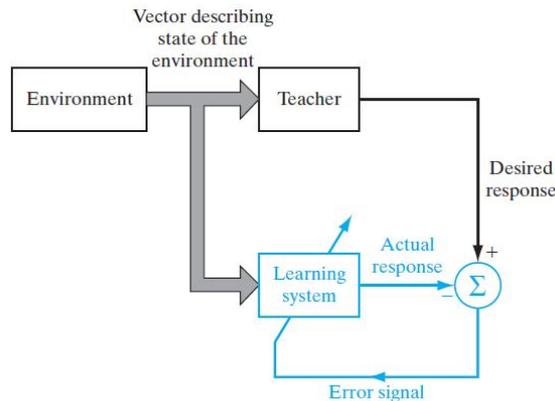 Vector describing
state of the
environment
Environment
Teacher
Desired
response
+
Actual
response
Learning
system
−
Σ
Error signal